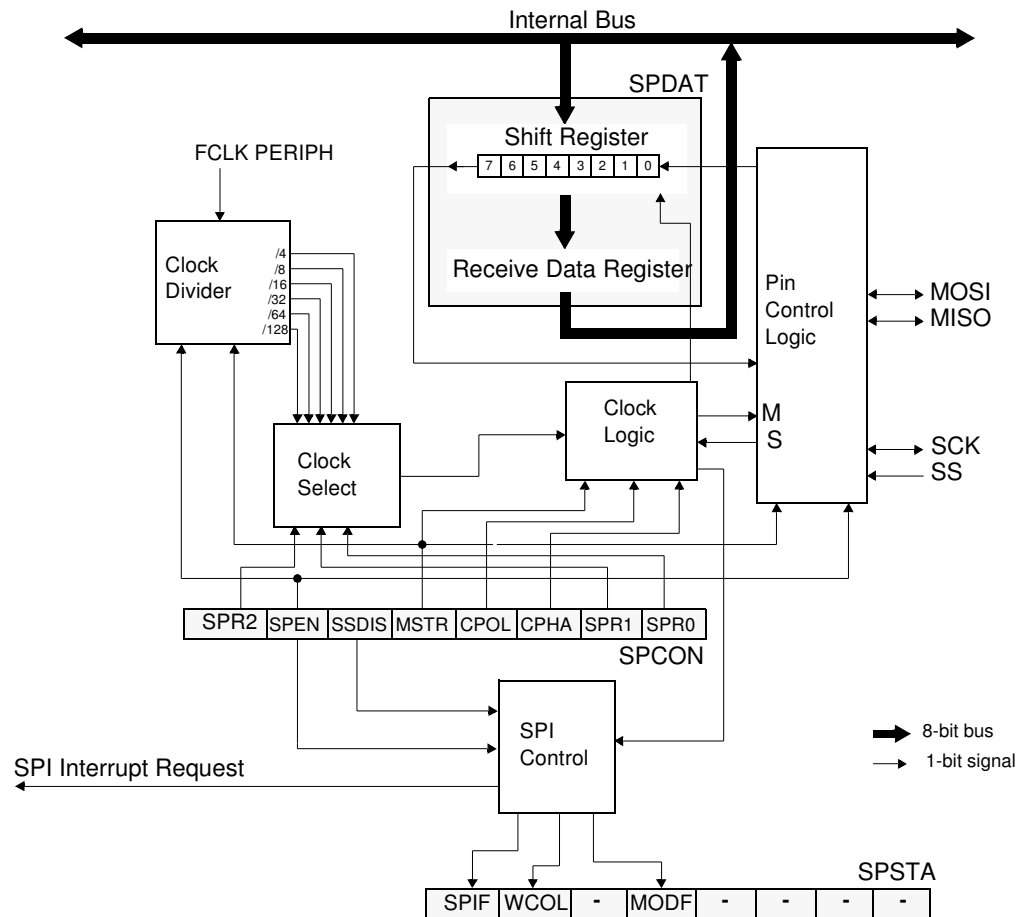 Internal Bus
SPDAT
Shift Register
7 6 5 4 3 2 1 0
FCLK PERIPH
Clock
Divider
/4
/8
/16
/32
/64
/128
Receive Data Register
Pin
Control
Logic
MOSI
MISO
Clock
Logic
M
S
SCK
SS
Clock
Select
SPR2 SPEN SSDIS MSTR CPOL CPHA SPR1 SPR0
SPCON
SPI
Control
8-bit bus
1-bit signal
SPI Interrupt Request
SPSTA
SPIF WCOL - MODF - - - -